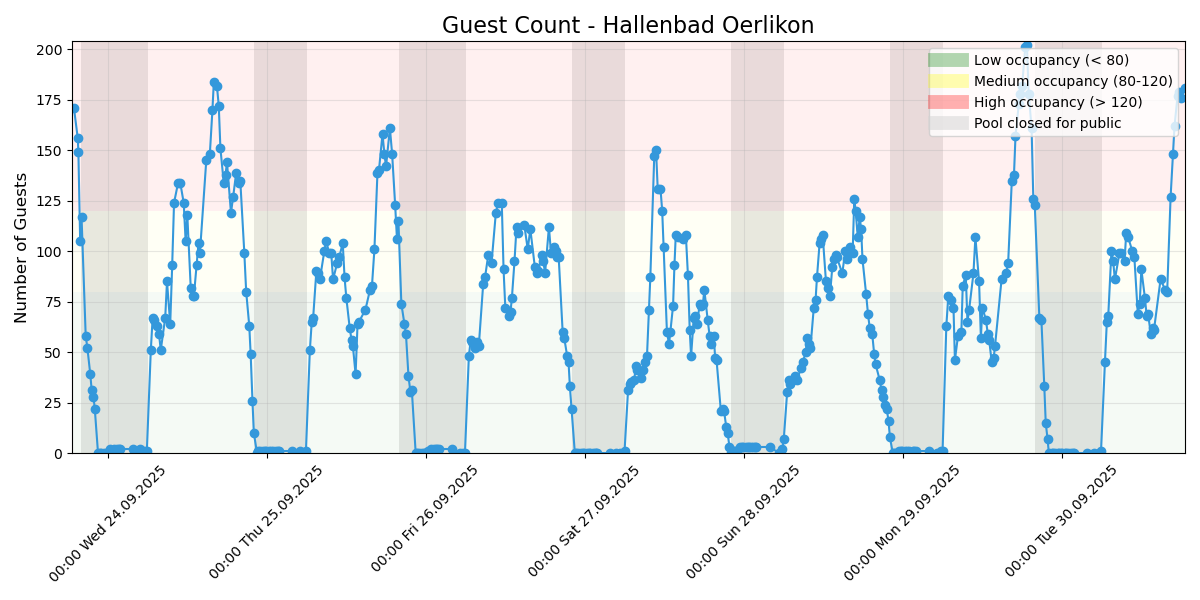 Guest Count - Hallenbad Oerlikon
Number of Guests
200
175
150
125
100
75
50
25
0
Low occupancy (< 80)
Medium occupancy (80-120)
High occupancy (> 120)
Pool closed for public
00:00 Wed 24.09.2025
00:00 Thu 25.09.2025
00:00 Fri 26.09.2025
00:00 Sat 27.09.2025
00:00 Sun 28.09.2025
00:00 Mon 29.09.2025
00:00 Tue 30.09.2025